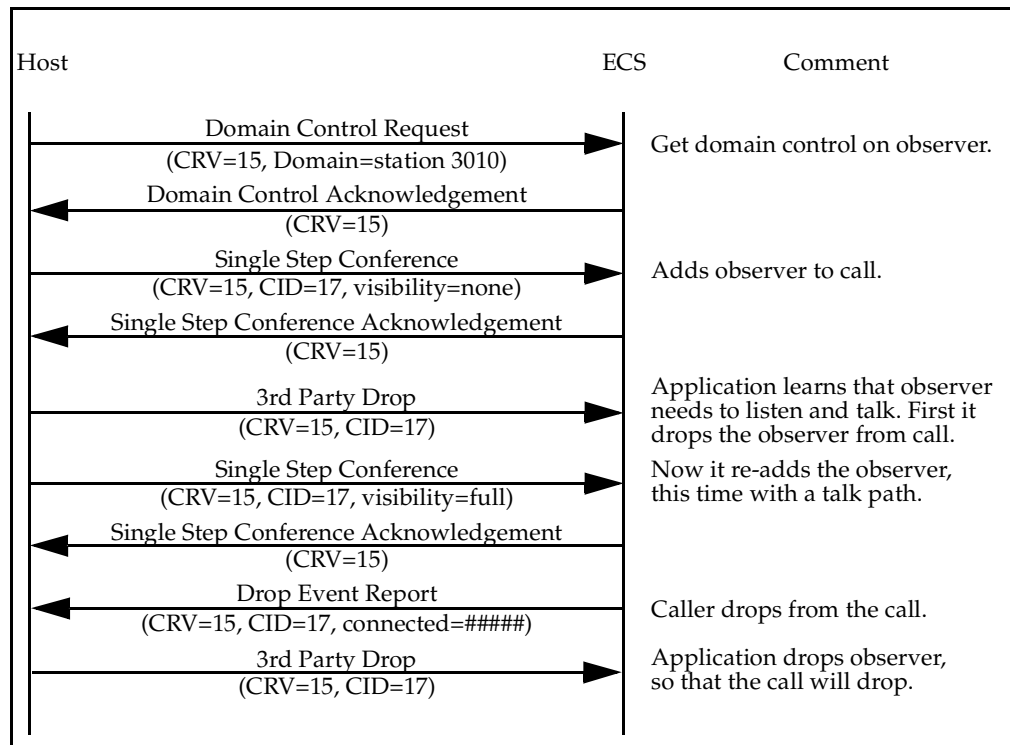 Host ECS Comment
Domain Control Request
(CRV=15, Domain=station 3010)
Get domain control on observer.
Domain Control Acknowledgement
(CRV=15)
Single Step Conference
(CRV=15, CID=17, visibility=none)
Adds observer to call.
Single Step Conference Acknowledgement
(CRV=15)
3rd Party Drop
(CRV=15, CID=17)
Application learns that observer
needs to listen and talk. First it
drops the observer from call.
Single Step Conference
(CRV=15, CID=17, visibility=full)
Now it re-adds the observer,
this time with a talk path.
Single Step Conference Acknowledgement
(CRV=15)
Drop Event Report
(CRV=15, CID=17, connected=#####)
Caller drops from the call.
3rd Party Drop
(CRV=15, CID=17)
Application drops observer,
so that the call will drop.